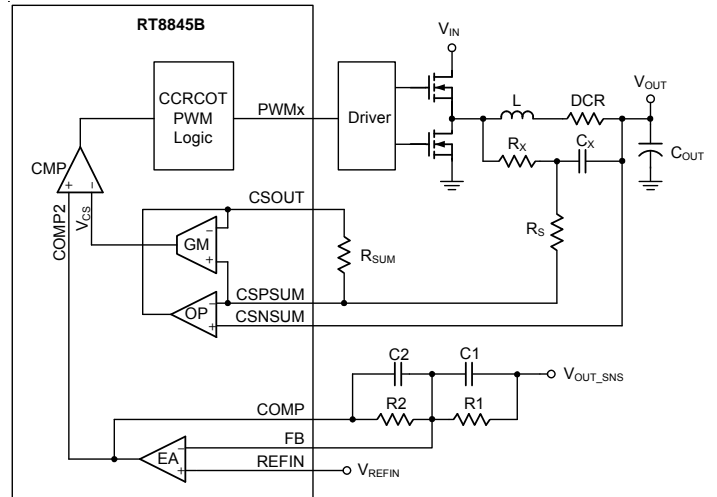 RT8845B
VIN
CCRCOT
PWM
Logic
PWMx
Driver
L
DCR
VOUT
RX
CX
COUT
CMP
+
−
COMP2
VCS
CSOUT
GM
−
+
RSUM
RS
OP
−
+
CSPSUM
CSNSUM
C2
C1
VOUT_SNS
COMP
R2
R1
FB
EA
−
+
REFIN
VREFIN